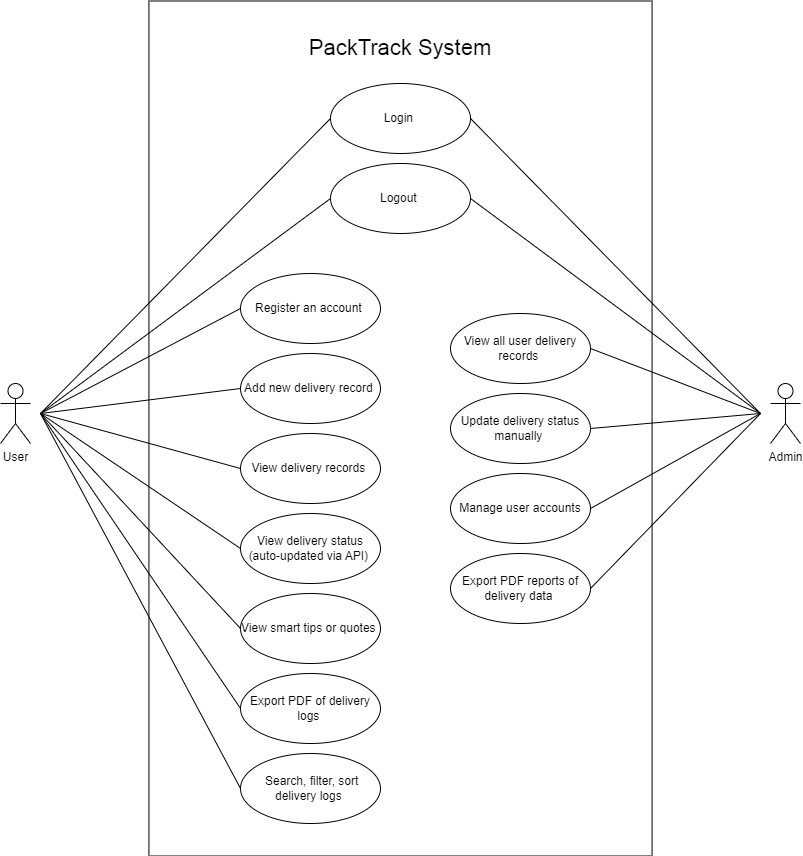 PackTrack System
Login
Logout
Register an account
View all user delivery
records
Add new delivery record
Update delivery status
manually
User
Admin
View delivery records
Manage user accounts
View delivery status
(auto-updated via API)
Export PDF reports of
delivery data
View smart tips or quotes
Export PDF of delivery
logs
Search, filter, sort
delivery logs